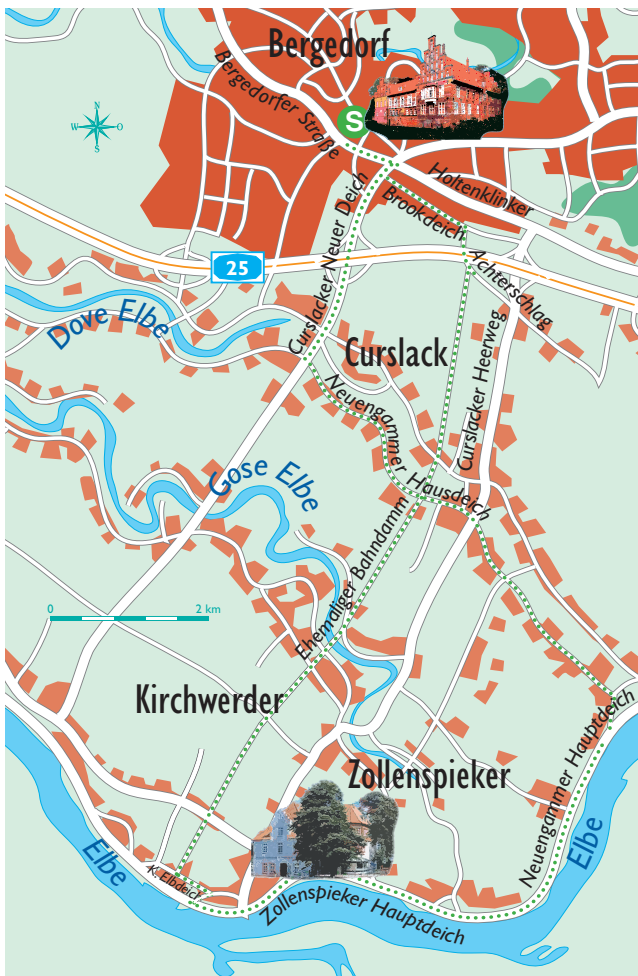 Bergedorf
Bergedorfer Straße
N
W O
S
S
Holtenklinker
Brookdeich
Curslacker Neuer Deich
25
Achterschlag
Dove Elbe
Curslack
Curslacker Heerweg
Neuengammer Hausdeich
Gose Elbe
Ehemaliger Bahndamm
0 2 km
Kirchwerder
Zollenspieker
Neuengammer Hauptdeich
Elbe
Elbe
K. Elbdeich
Zollenspieker Hauptdeich